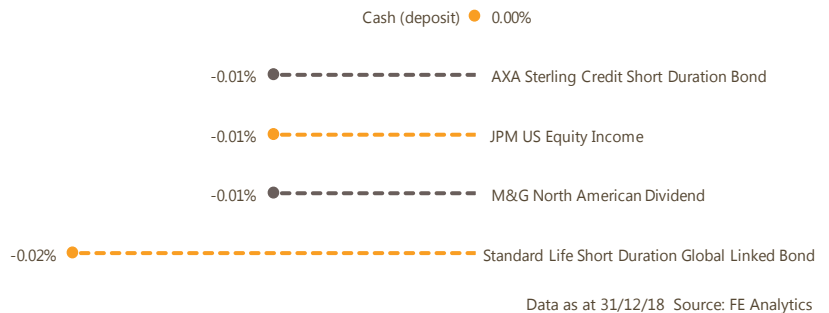 Cash (deposit) 0.00%
-0.01% AXA Sterling Credit Short Duration Bond
-0.01% JPM US Equity Income
-0.01% M&G North American Dividend
-0.02% Standard Life Short Duration Global Linked Bond
Data as at 31/12/18 Source: FE Analytics